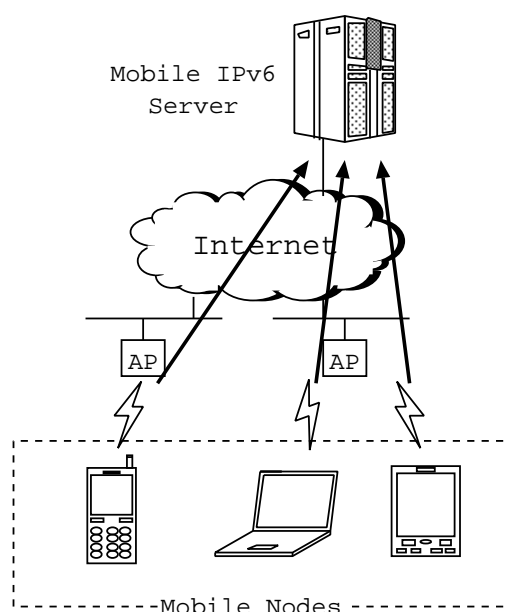 Mobile IPv6
Server
Internet
AP
AP
Mobile Nodes